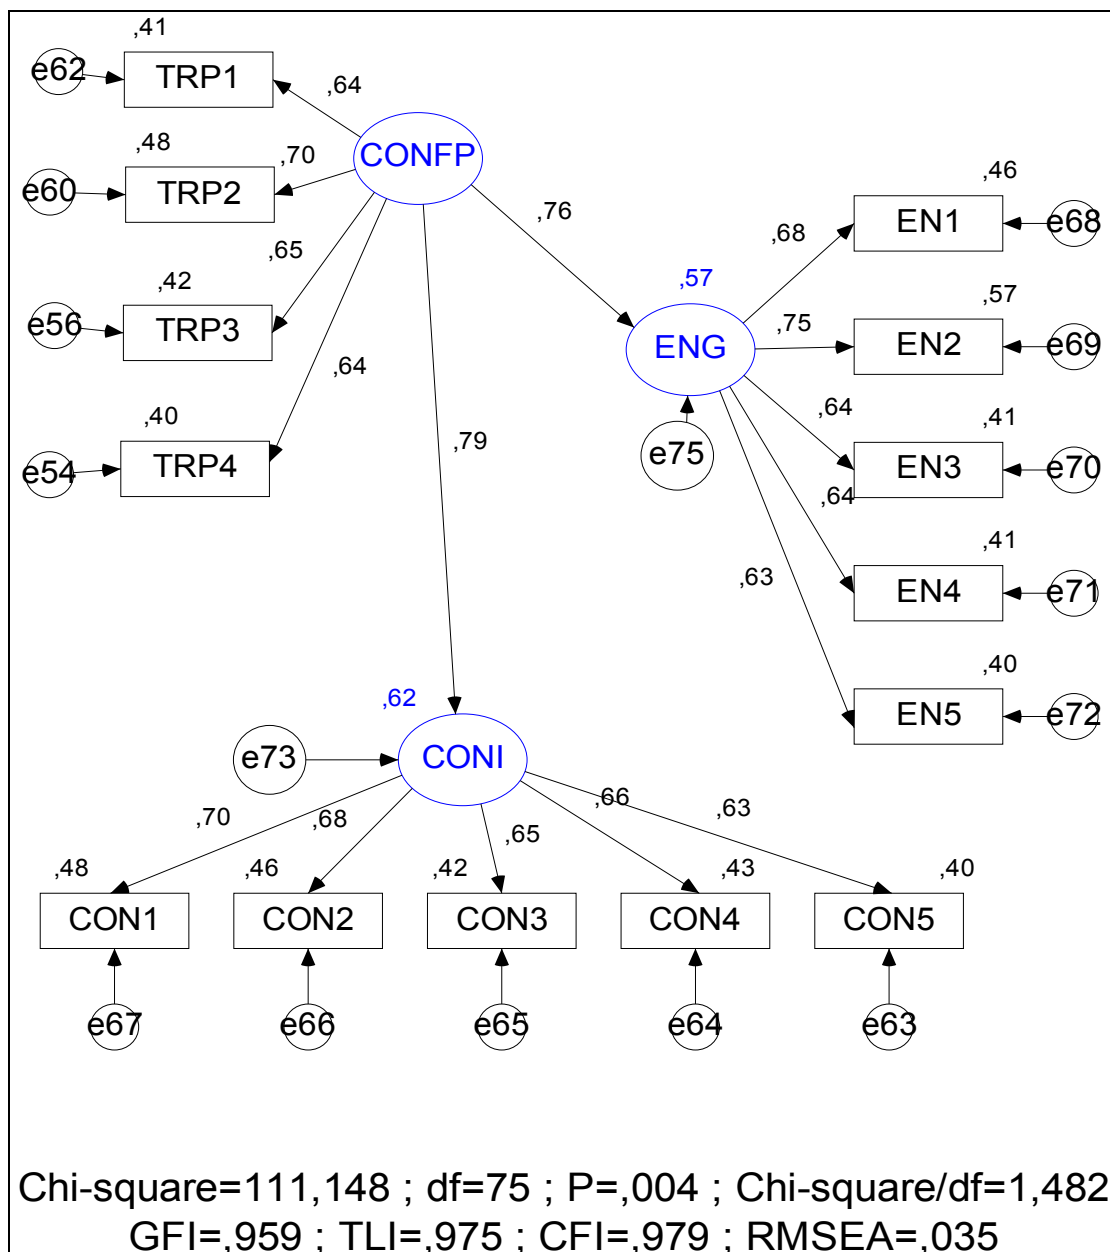 ,41
e62 TRP1 ,64
,48 ,70 CONFP
e60 TRP2 ,76 ,46
,65 ,68 EN1 e68
,42 ,57 ,57
e56 TRP3 ,75 EN2 e69
,64 ENG
,40 ,64 ,41
e54 TRP4 ,79 e75 EN3 e70
,64 ,41
,63 EN4 e71
,40
,62 EN5 e72
e73 CONI
,70 ,68 ,65 ,66 ,63
,48 ,46 ,42 ,43 ,40
CON1 CON2 CON3 CON4 CON5
e67 e66 e65 e64 e63
Chi-square=111,148 ; df=75 ; P=,004 ; Chi-square/df=1,482
GFI=,959 ; TLI=,975 ; CFI=,979 ; RMSEA=,035